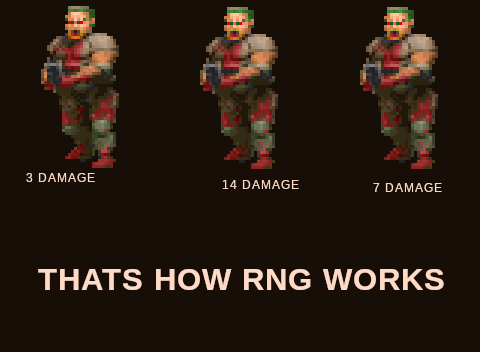 3 DAMAGE
14 DAMAGE
7 DAMAGE
THATS HOW RNG WORKS